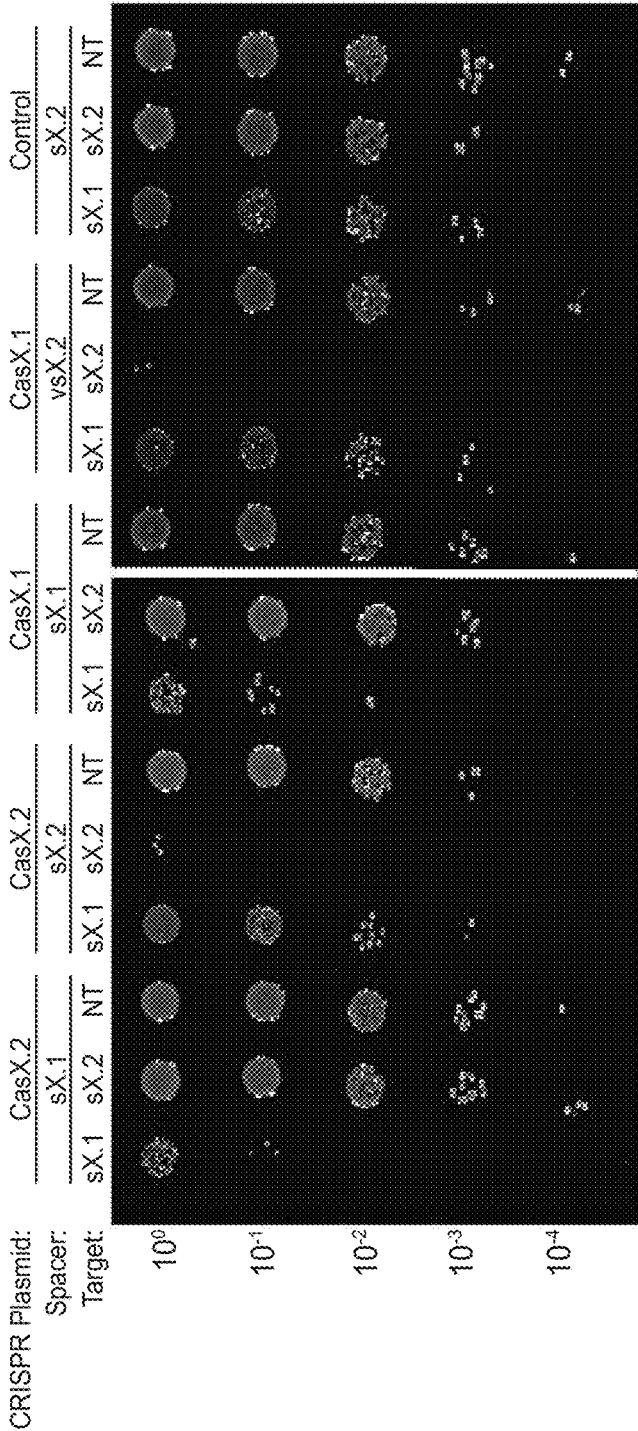 CRISPR Plasmid: CasX.2 CasX.2 CasX.1 CasX.1 Control
Spacer: sX.1 sX.2 sX.1 vsX.2 sX.2
Target: sX.1 sX.2 NT sX.1 sX.2 NT sX.1 sX.2 NT sX.1 sX.2 NT sX.1 sX.2 NT
10⁰
10⁻¹
10⁻²
10⁻³
10⁻⁴